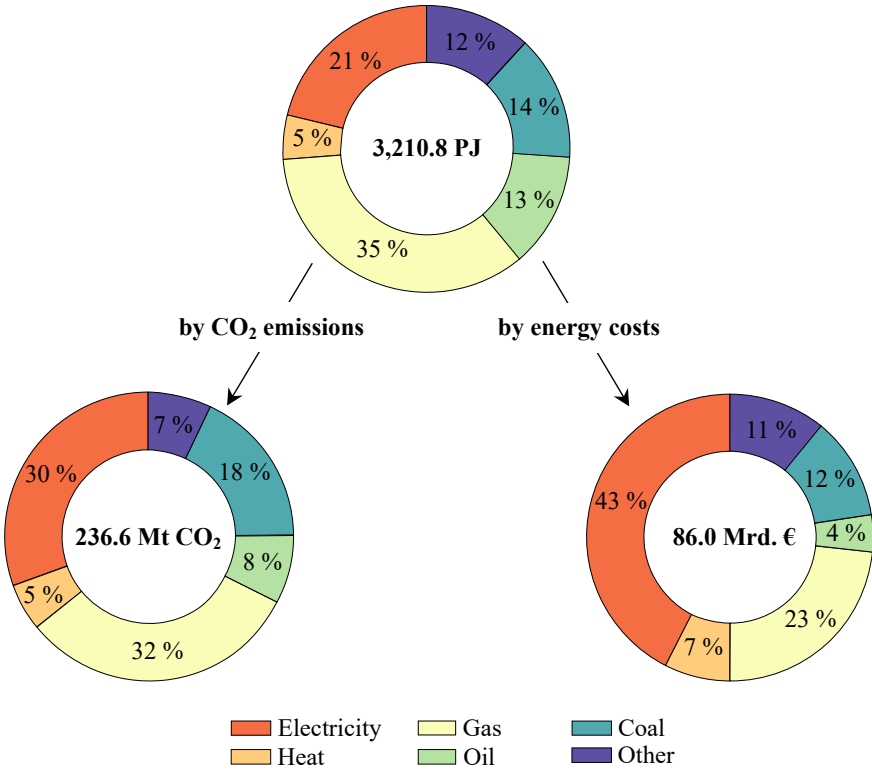 12 %
21 %
14 %
5 %
3,210.8 PJ
13 %
35 %
by CO₂ emissions
by energy costs
7 %
11 %
30 %
18 %
43 %
12 %
236.6 Mt CO₂
86.0 Mrd. €
4 %
8 %
5 %
23 %
32 %
7 %
Electricity
Gas
Coal
Heat
Oil
Other